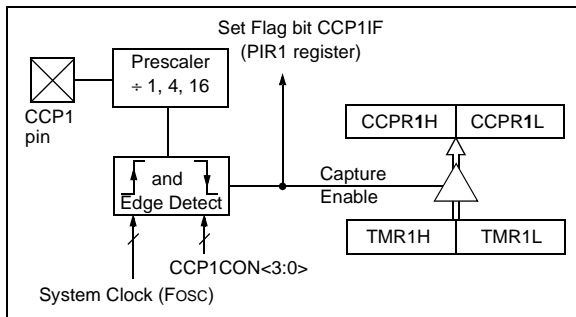 Set Flag bit CCP1IF
(PIR1 register)
Prescaler
÷ 1, 4, 16
CCP1
pin
CCPR1H
CCPR1L
and
Edge Detect
Capture
Enable
TMR1H
TMR1L
CCP1CON<3:0>
System Clock (FOSC)